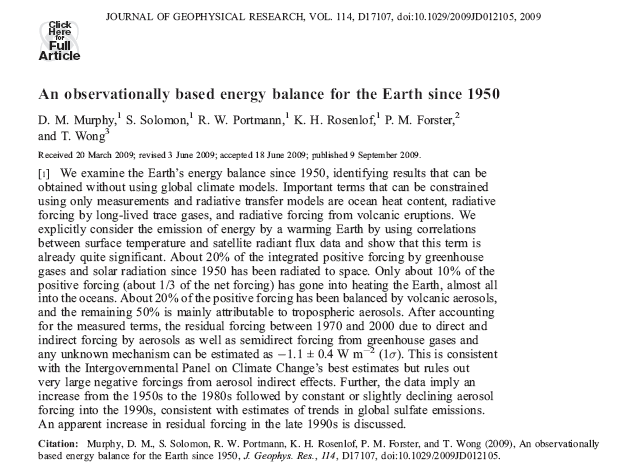 JOURNAL OF GEOPHYSICAL RESEARCH, VOL. 114, D17107, doi:10.1029/2009JD012105, 2009
Click
Here
for
Full
Article
An observationally based energy balance for the Earth since 1950
D. M. Murphy,1 S. Solomon,1 R. W. Portmann,1 K. H. Rosenlof,1 P. M. Forster,2
and T. Wong3
Received 20 March 2009; revised 3 June 2009; accepted 18 June 2009; published 9 September 2009.
[1] We examine the Earth's energy balance since 1950, identifying results that can be
obtained without using global climate models. Important terms that can be constrained
using only measurements and radiative transfer models are ocean heat content, radiative
forcing by long-lived trace gases, and radiative forcing from volcanic eruptions. We
explicitly consider the emission of energy by a warming Earth by using correlations
between surface temperature and satellite radiant flux data and show that this term is
already quite significant. About 20% of the integrated positive forcing by greenhouse
gases and solar radiation since 1950 has been radiated to space. Only about 10% of the
positive forcing (about 1/3 of the net forcing) has gone into heating the Earth, almost all
into the oceans. About 20% of the positive forcing has been balanced by volcanic aerosols,
and the remaining 50% is mainly attributable to tropospheric aerosols. After accounting
for the measured terms, the residual forcing between 1970 and 2000 due to direct and
indirect forcing by aerosols as well as semidirect forcing from greenhouse gases and
any unknown mechanism can be estimated as −1.1 ± 0.4 W m−2 (1σ). This is consistent
with the Intergovernmental Panel on Climate Change's best estimates but rules out
very large negative forcings from aerosol indirect effects. Further, the data imply an
increase from the 1950s to the 1980s followed by constant or slightly declining aerosol
forcing into the 1990s, consistent with estimates of trends in global sulfate emissions.
An apparent increase in residual forcing in the late 1990s is discussed.
Citation: Murphy, D. M., S. Solomon, R. W. Portmann, K. H. Rosenlof, P. M. Forster, and T. Wong (2009), An observationally
based energy balance for the Earth since 1950, J. Geophys. Res., 114, D17107, doi:10.1029/2009JD012105.